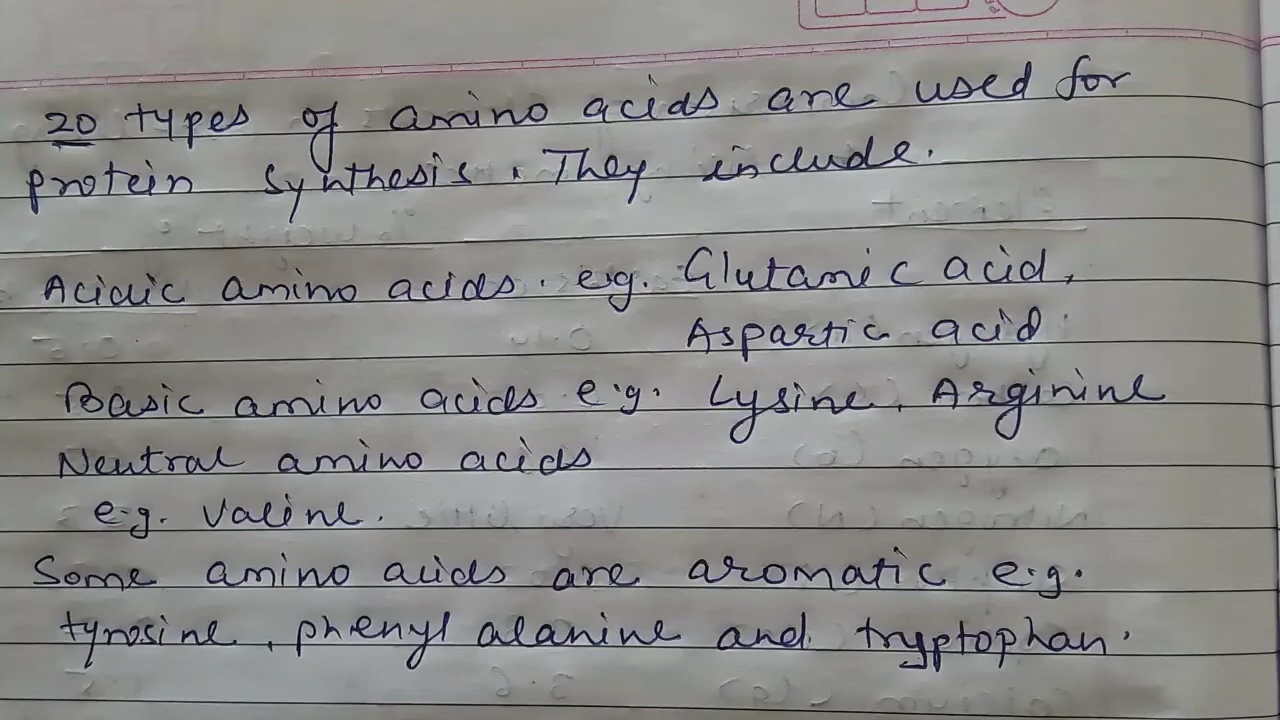 20 types of amino acids are used for
protein synthesis. They include.
Acidic amino acids. e.g. Glutamic acid,
Aspartic acid.
Basic amino acids e.g. Lysine, Arginine
Neutral amino acids
e.g. Valine.
Some amino acids are aromatic e.g.
tyrosine, phenyl alanine and tryptophan.